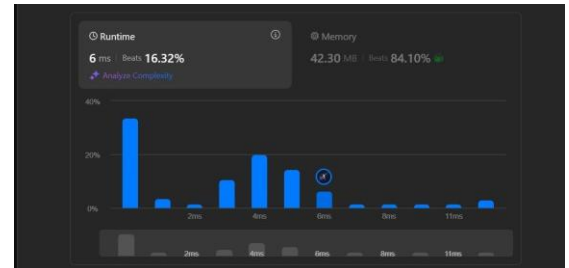 Runtime
6 ms | Beats 16.32%
Analyze Complexity
Memory
42.30 MB | Beats 84.10%
40%
20%
0%
2ms 4ms 6ms 8ms 11ms
2ms 4ms 6ms 8ms 11ms